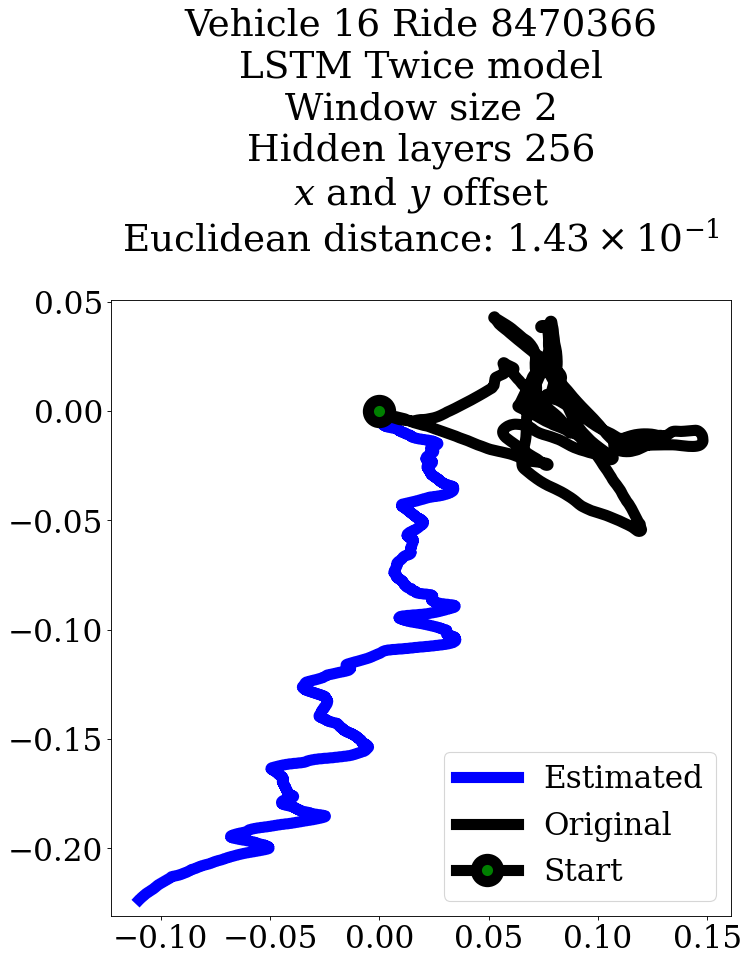 Vehicle 16 Ride 8470366
LSTM Twice model
Window size 2
Hidden layers 256
x and y offset
Euclidean distance: 1.43 × 10⁻¹
0.05
0.00
−0.05
−0.10
−0.15
−0.20
Estimated
Original
Start
−0.10 −0.05 0.00 0.05 0.10 0.15